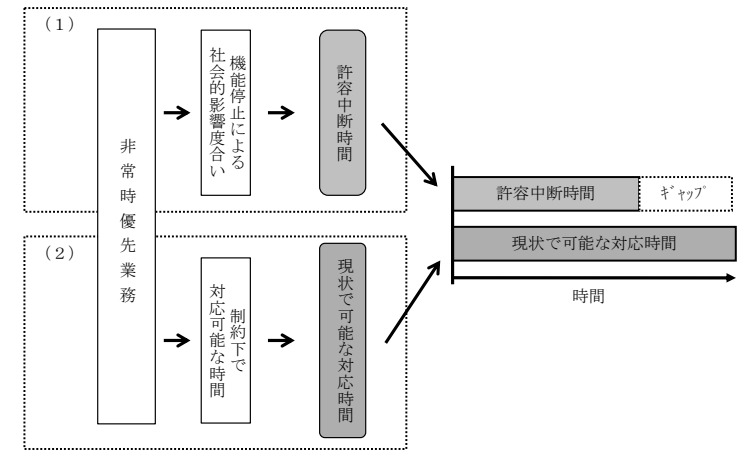 （１）
非常時優先業務
機能停止による
社会的影響度合い
許容中断時間
（２）
制約下で
対応可能な時間
現状で可能な対応時間
許容中断時間
ｷﾞｬｯﾌﾟ
現状で可能な対応時間
時間